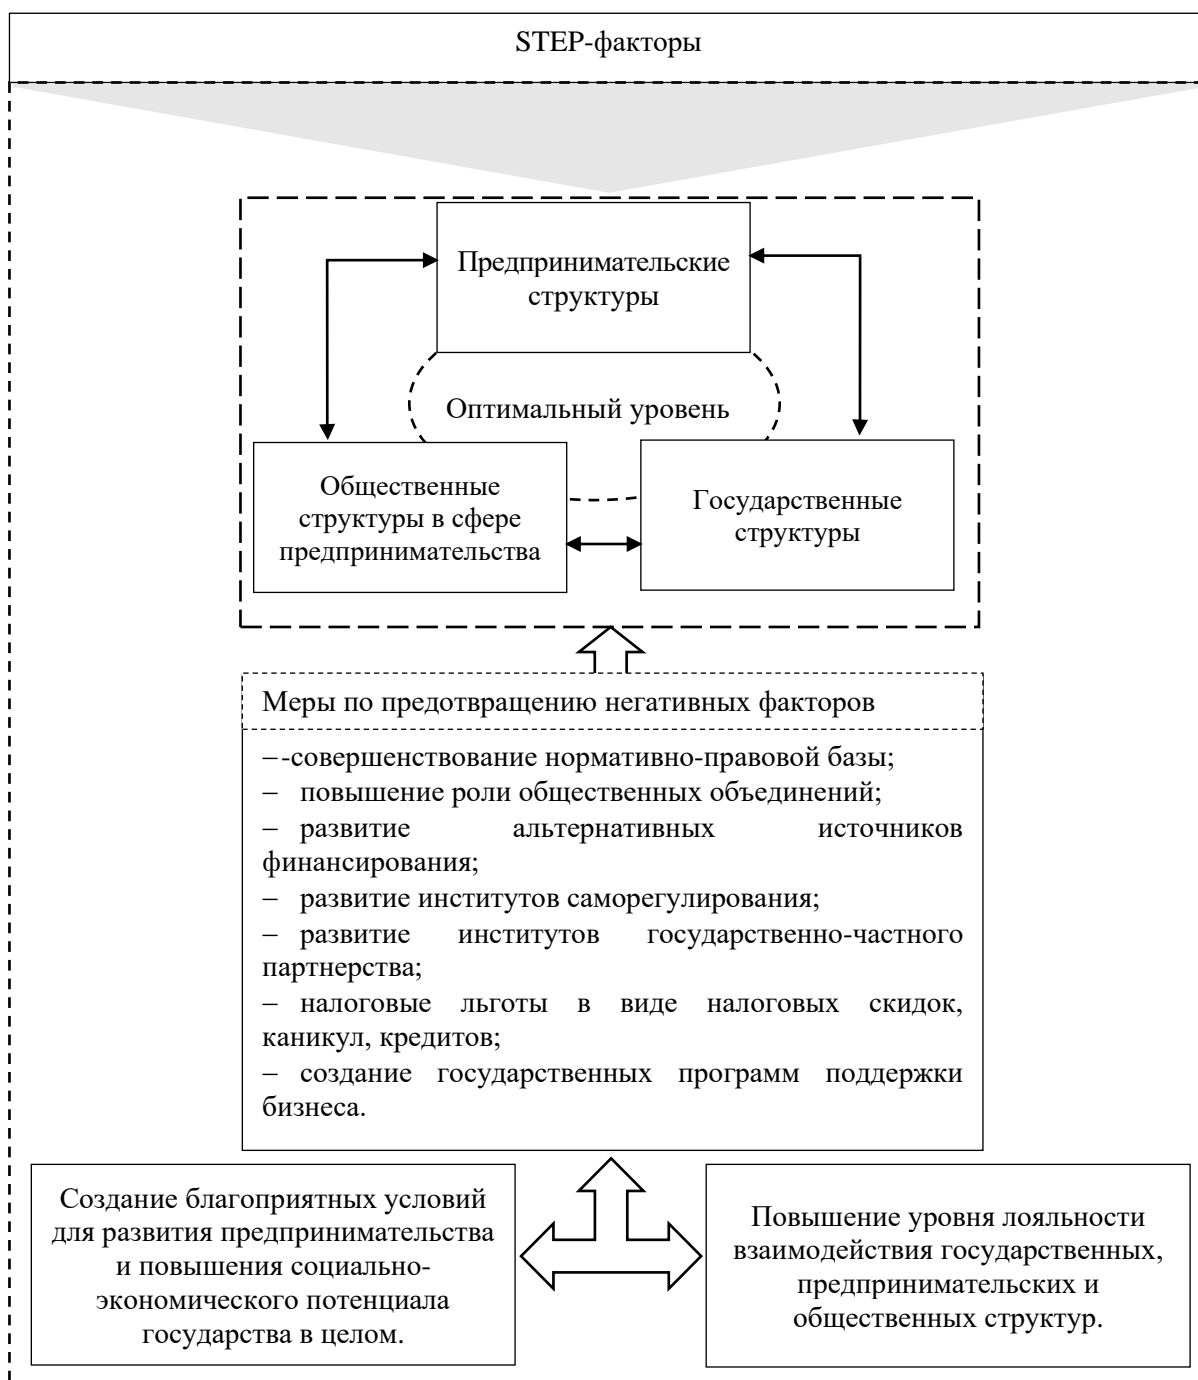 STEP-факторы
Предпринимательские
структуры
Оптимальный уровень
Общественные
структуры в сфере
предпринимательства
Государственные
структуры
Меры по предотвращению негативных факторов
– -совершенствование нормативно-правовой базы;
– повышение роли общественных объединений;
– развитие альтернативных источников
финансирования;
– развитие институтов саморегулирования;
– развитие институтов государственно-частного
партнерства;
– налоговые льготы в виде налоговых скидок,
каникул, кредитов;
– создание государственных программ поддержки
бизнеса.
Создание благоприятных условий
для развития предпринимательства
и повышения социально-
экономического потенциала
государства в целом.
Повышение уровня лояльности
взаимодействия государственных,
предпринимательских и
общественных структур.